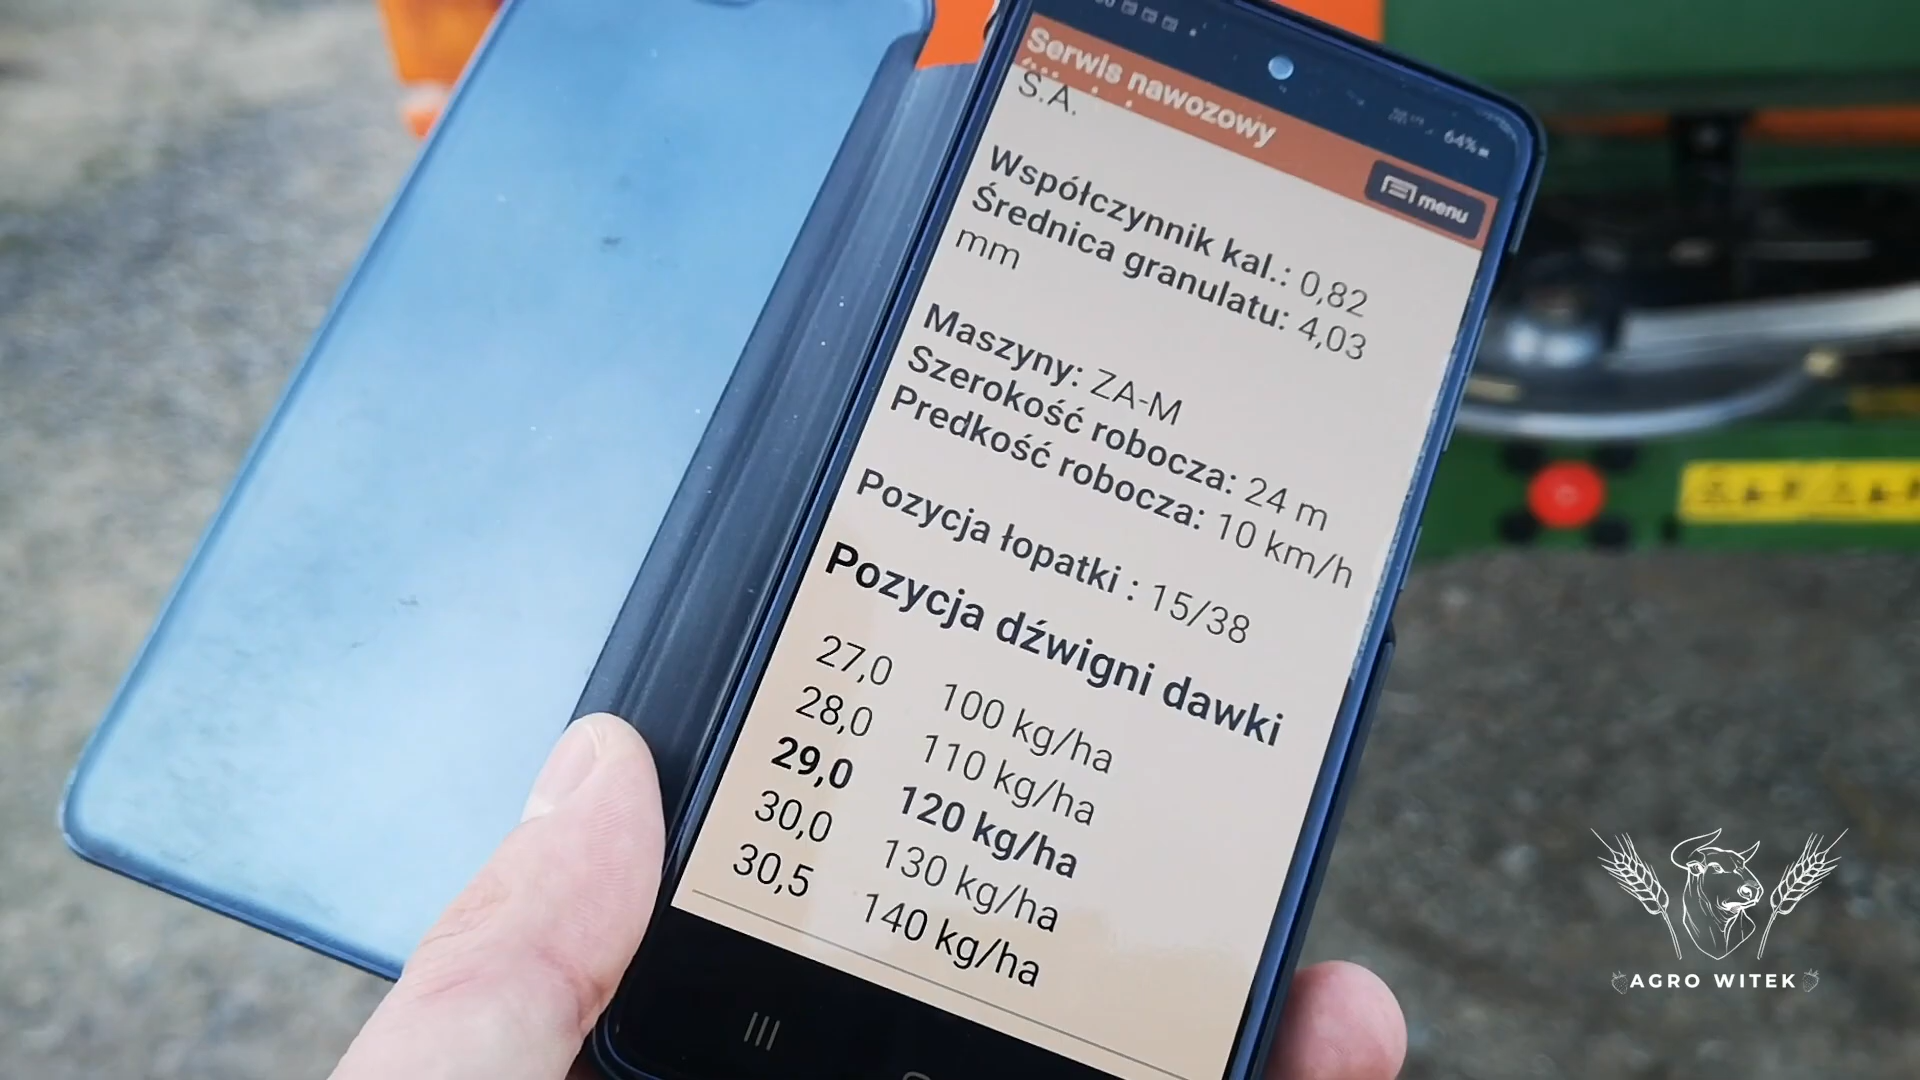 64%
Serwis nawozowy
menu
S.A.
Współczynnik kal.: 0,82
Średnica granulatu: 4,03
mm
Maszyny: ZA-M
Szerokość robocza: 24 m
Predkość robocza: 10 km/h
Pozycja łopatki : 15/38
Pozycja dźwigni dawki
27,0 100 kg/ha
28,0 110 kg/ha
29,0 120 kg/ha
30,0 130 kg/ha
30,5 140 kg/ha
AGRO WITEK